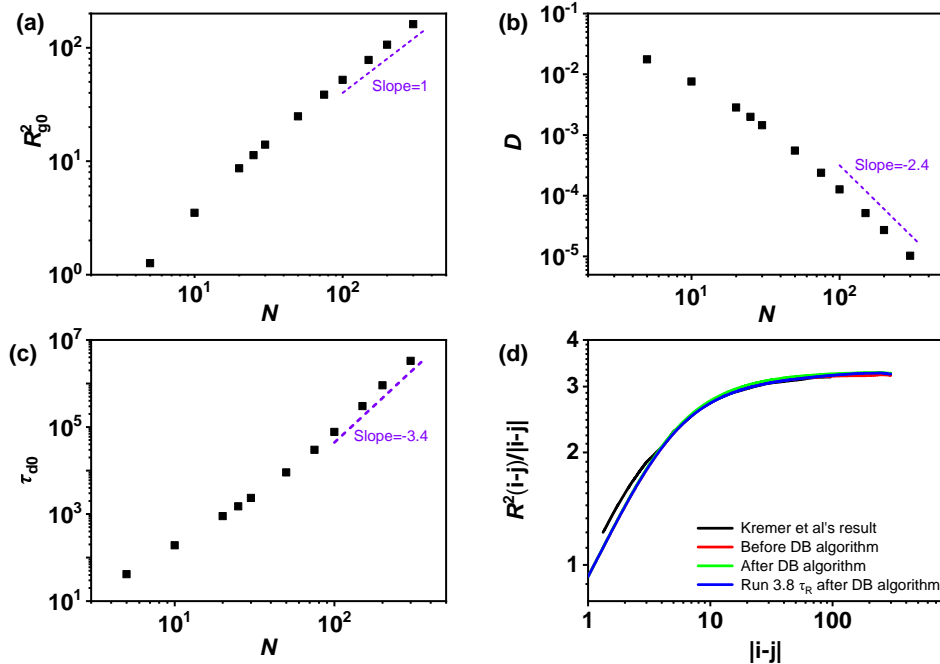 (a)
10²
10¹
10⁰
R²g0
Slope=1
10¹
10²
N
(b)
10⁻¹
10⁻²
10⁻³
10⁻⁴
10⁻⁵
D
Slope=-2.4
10¹
10²
N
(c)
10⁷
10⁵
10³
10¹
τd0
Slope=-3.4
10¹
10²
N
(d)
4
3
2
1
R²(i-j)/|i-j|
Kremer et al's result
Before DB algorithm
After DB algorithm
Run 3.8 τR after DB algorithm
1
10
100
|i-j|